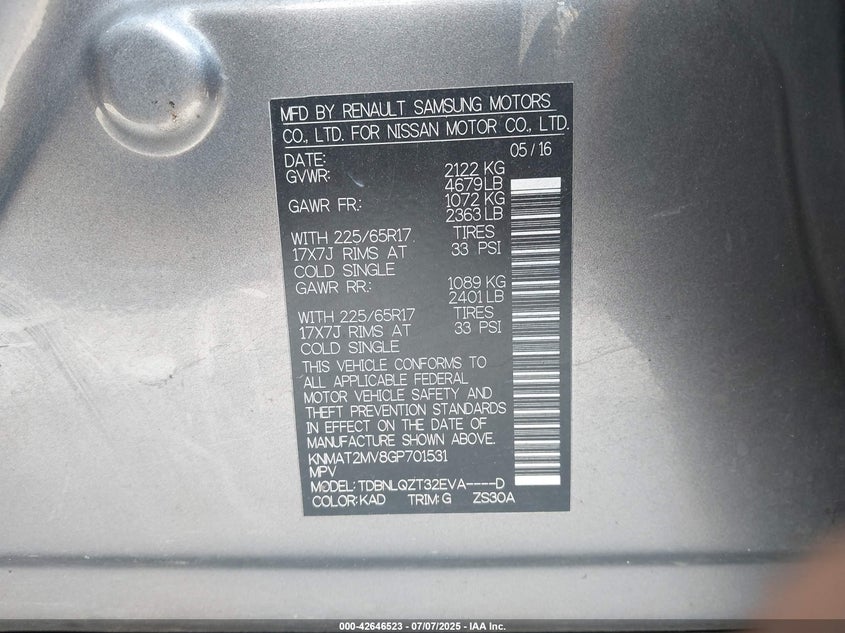 MFD BY RENAULT SAMSUNG MOTORS
CO., LTD. FOR NISSAN MOTOR CO., LTD.
DATE: 05/16
GVWR: 2122 KG
4679 LB
GAWR FR.: 1072 KG
2363 LB
WITH 225/65R17 TIRES
17X7J RIMS AT 33 PSI
COLD SINGLE
GAWR RR.: 1089 KG
2401 LB
WITH 225/65R17 TIRES
17X7J RIMS AT 33 PSI
COLD SINGLE
THIS VEHICLE CONFORMS TO
ALL APPLICABLE FEDERAL
MOTOR VEHICLE SAFETY AND
THEFT PREVENTION STANDARDS
IN EFFECT ON THE DATE OF
MANUFACTURE SHOWN ABOVE.
KNMAT2MV8GP701531
MPV
MODEL: TDBNLQZT32EVA----D
COLOR: KAD TRIM: G ZS30A
000-42646523 - 07/07/2025 - IAA Inc.